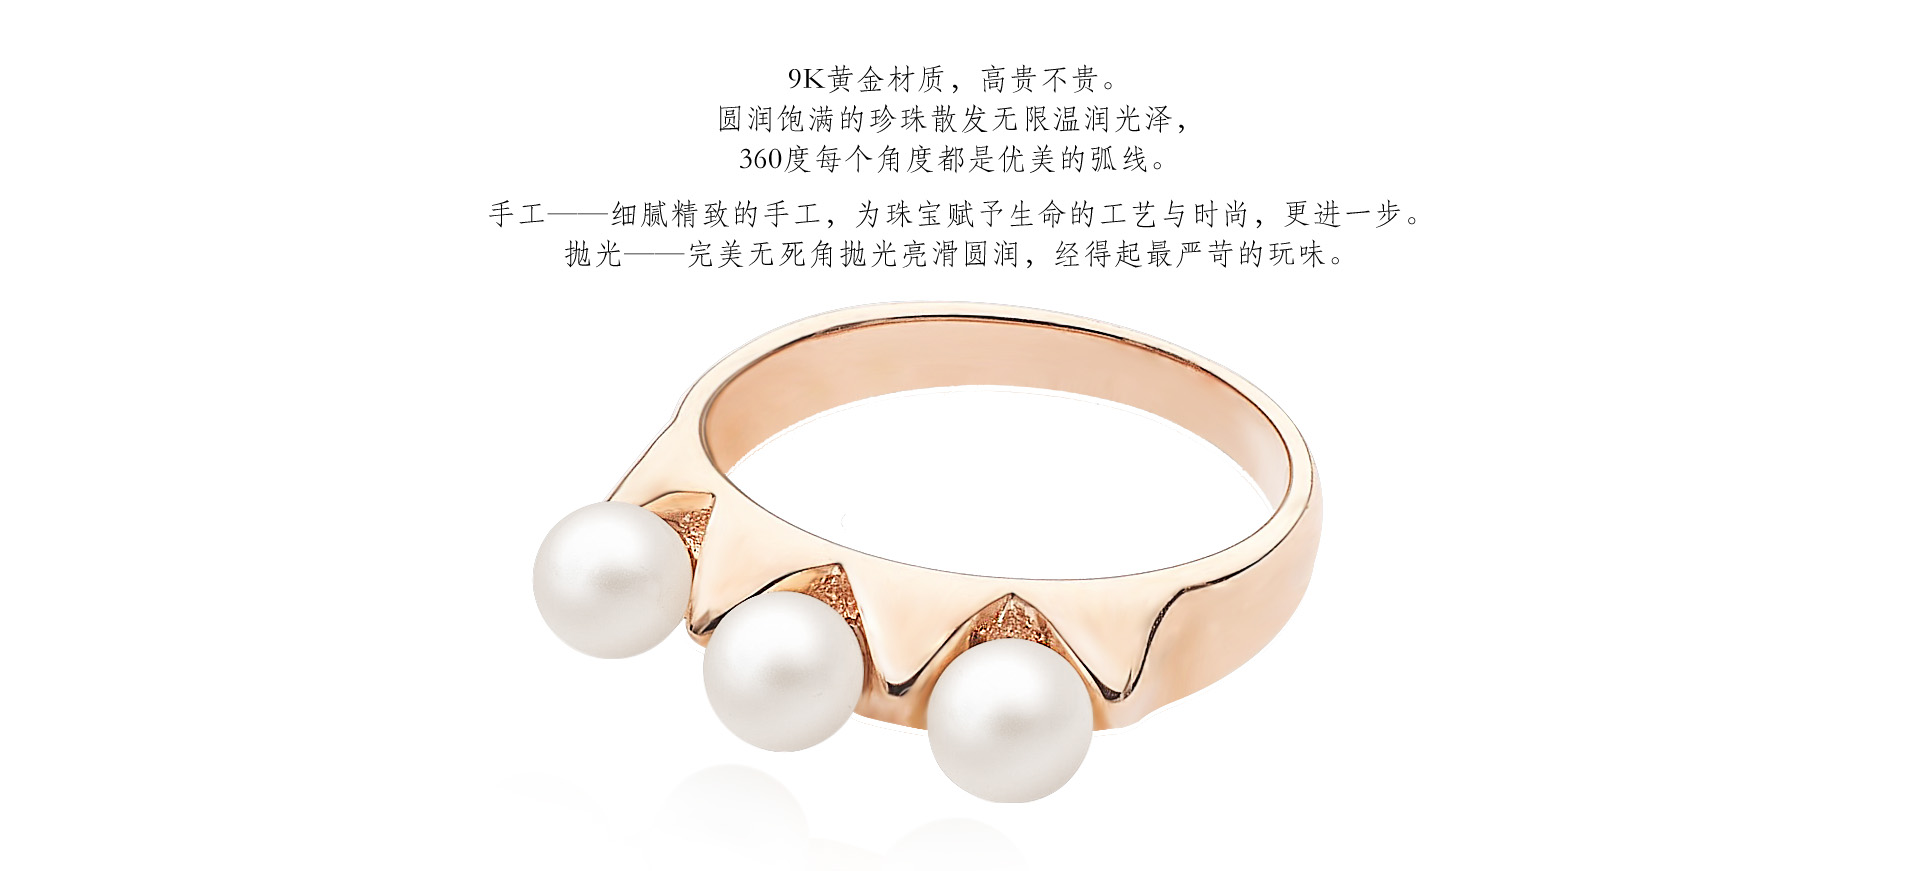 9K黄金材质，高贵不贵。
圆润饱满的珍珠散发无限温润光泽，
360度每个角度都是优美的弧线。
手工——细腻精致的手工，为珠宝赋予生命的工艺与时尚，更进一步。
抛光——完美无死角抛光亮滑圆润，经得起最严苛的玩味。